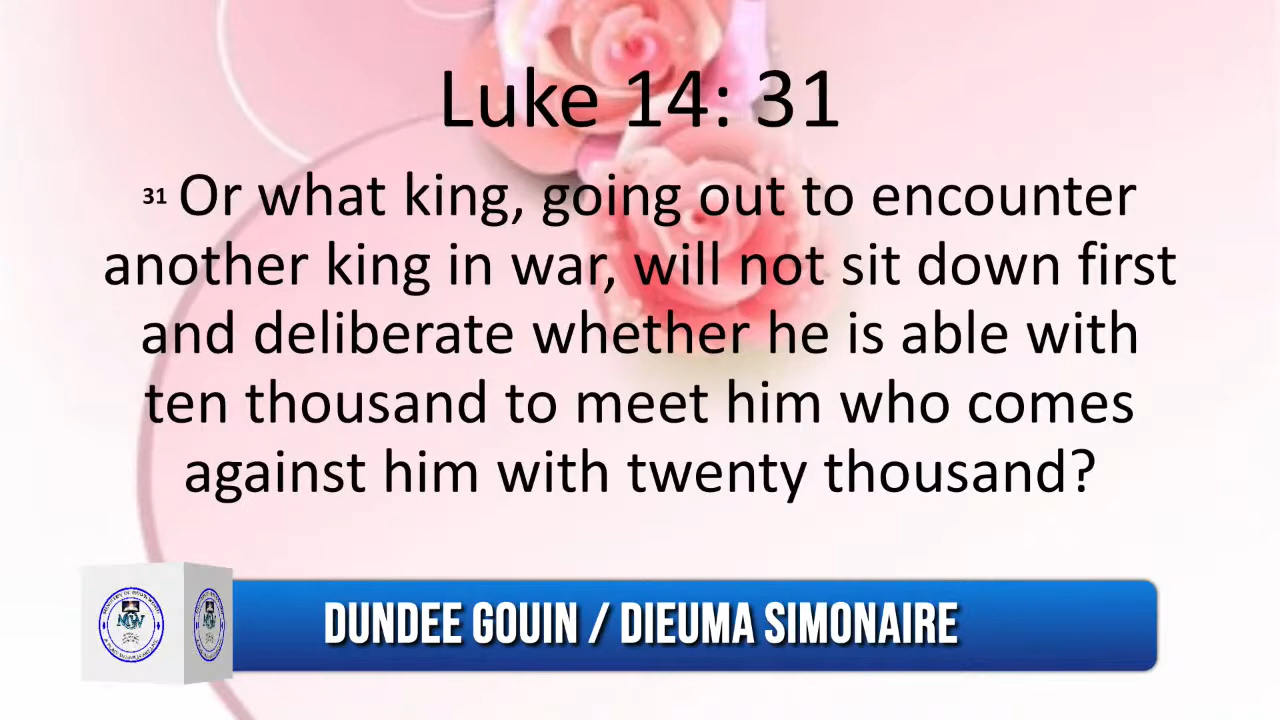 Luke 14: 31
31 Or what king, going out to encounter
another king in war, will not sit down first
and deliberate whether he is able with
ten thousand to meet him who comes
against him with twenty thousand?
DUNDEE GOUIN / DIEUMA SIMONAIRE